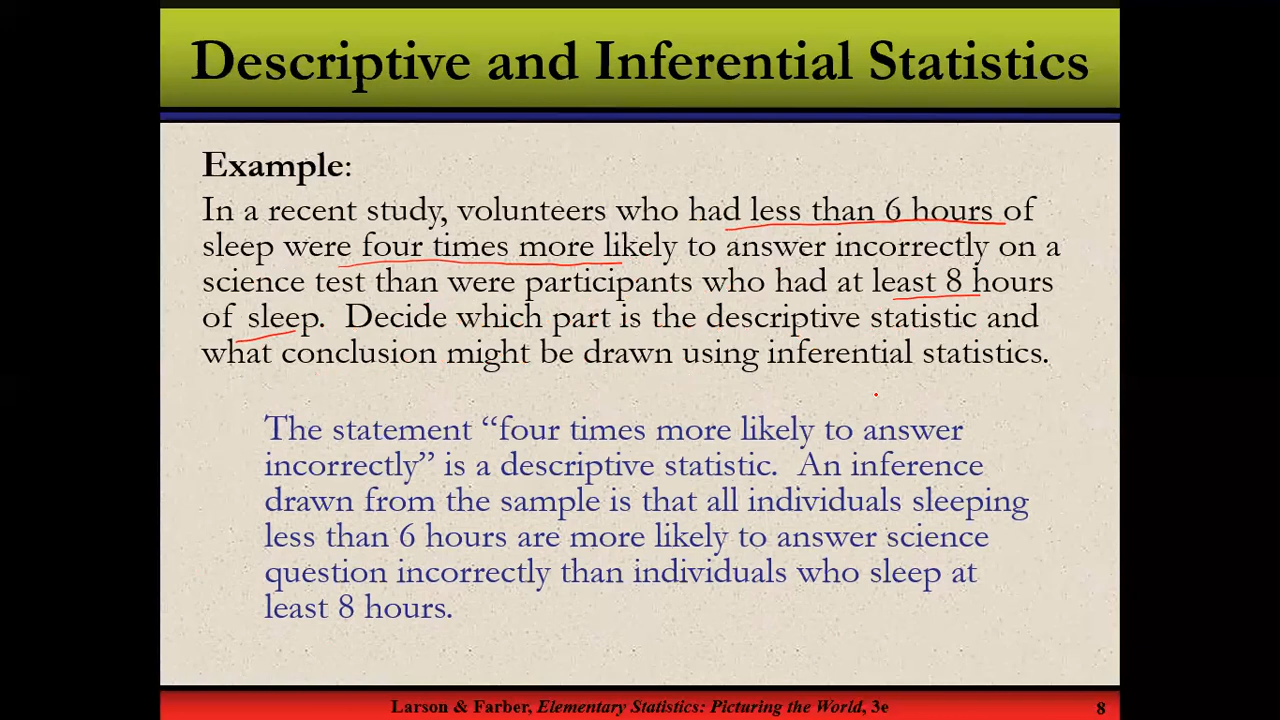 Descriptive and Inferential Statistics
Example:
In a recent study, volunteers who had less than 6 hours of
sleep were four times more likely to answer incorrectly on a
science test than were participants who had at least 8 hours
of sleep. Decide which part is the descriptive statistic and
what conclusion might be drawn using inferential statistics.
The statement “four times more likely to answer
incorrectly” is a descriptive statistic. An inference
drawn from the sample is that all individuals sleeping
less than 6 hours are more likely to answer science
question incorrectly than individuals who sleep at
least 8 hours.
Larson & Farber, Elementary Statistics: Picturing the World, 3e
8